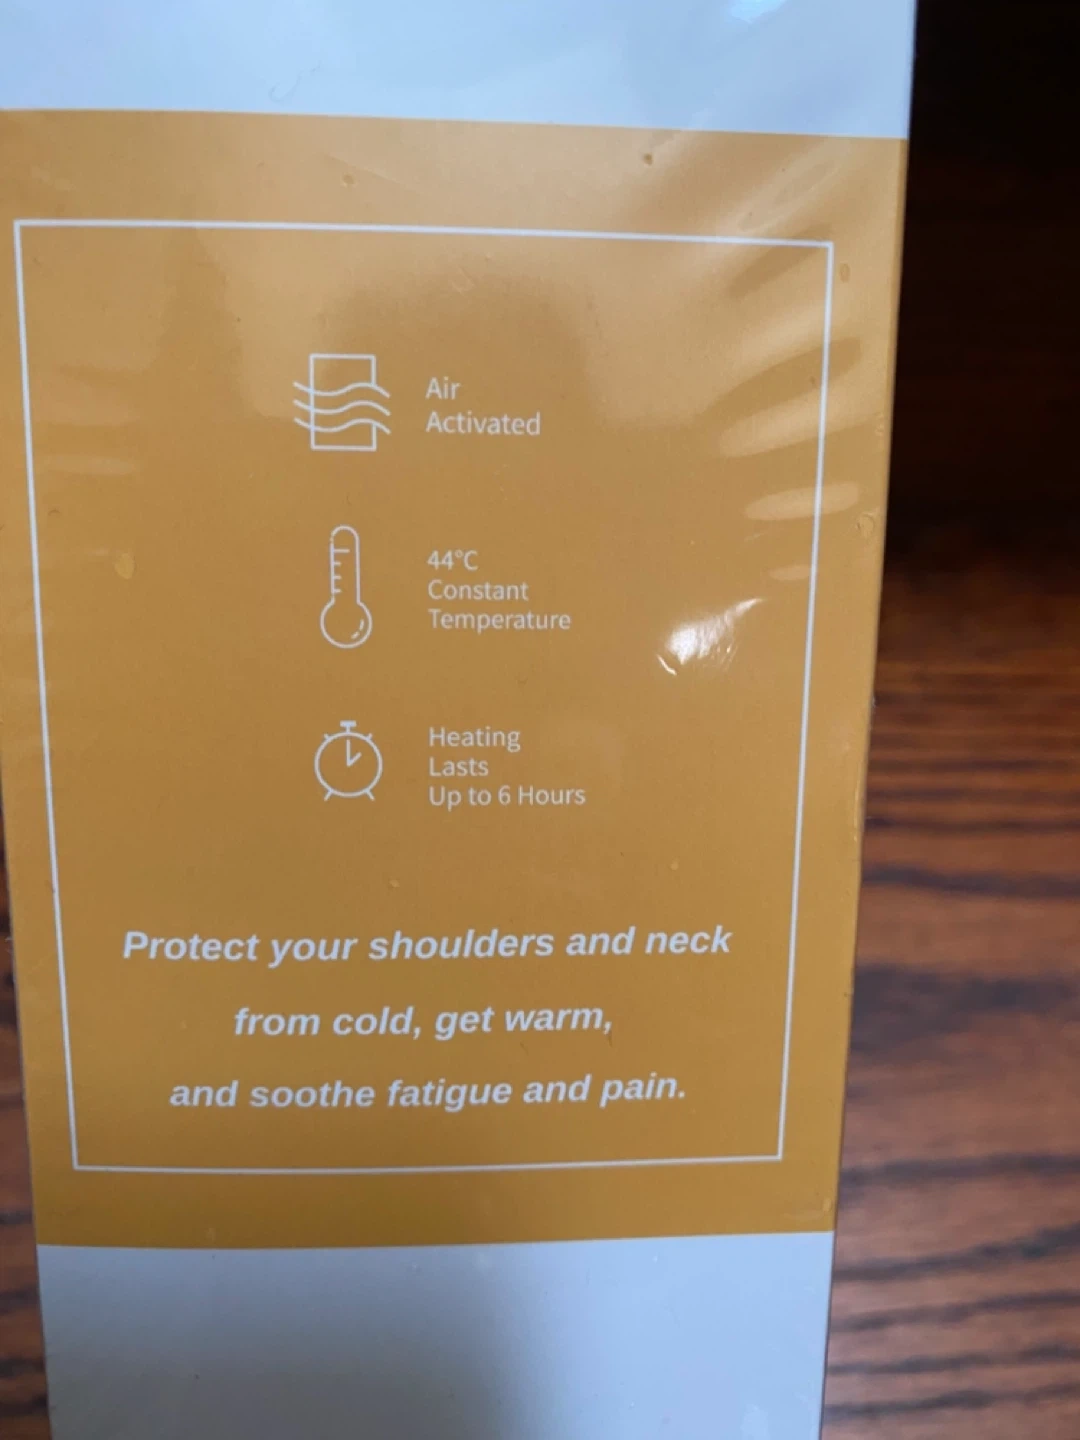 Air
Activated
44°C
Constant
Temperature
Heating
Lasts
Up to 6 Hours
Protect your shoulders and neck
from cold, get warm,
and soothe fatigue and pain.